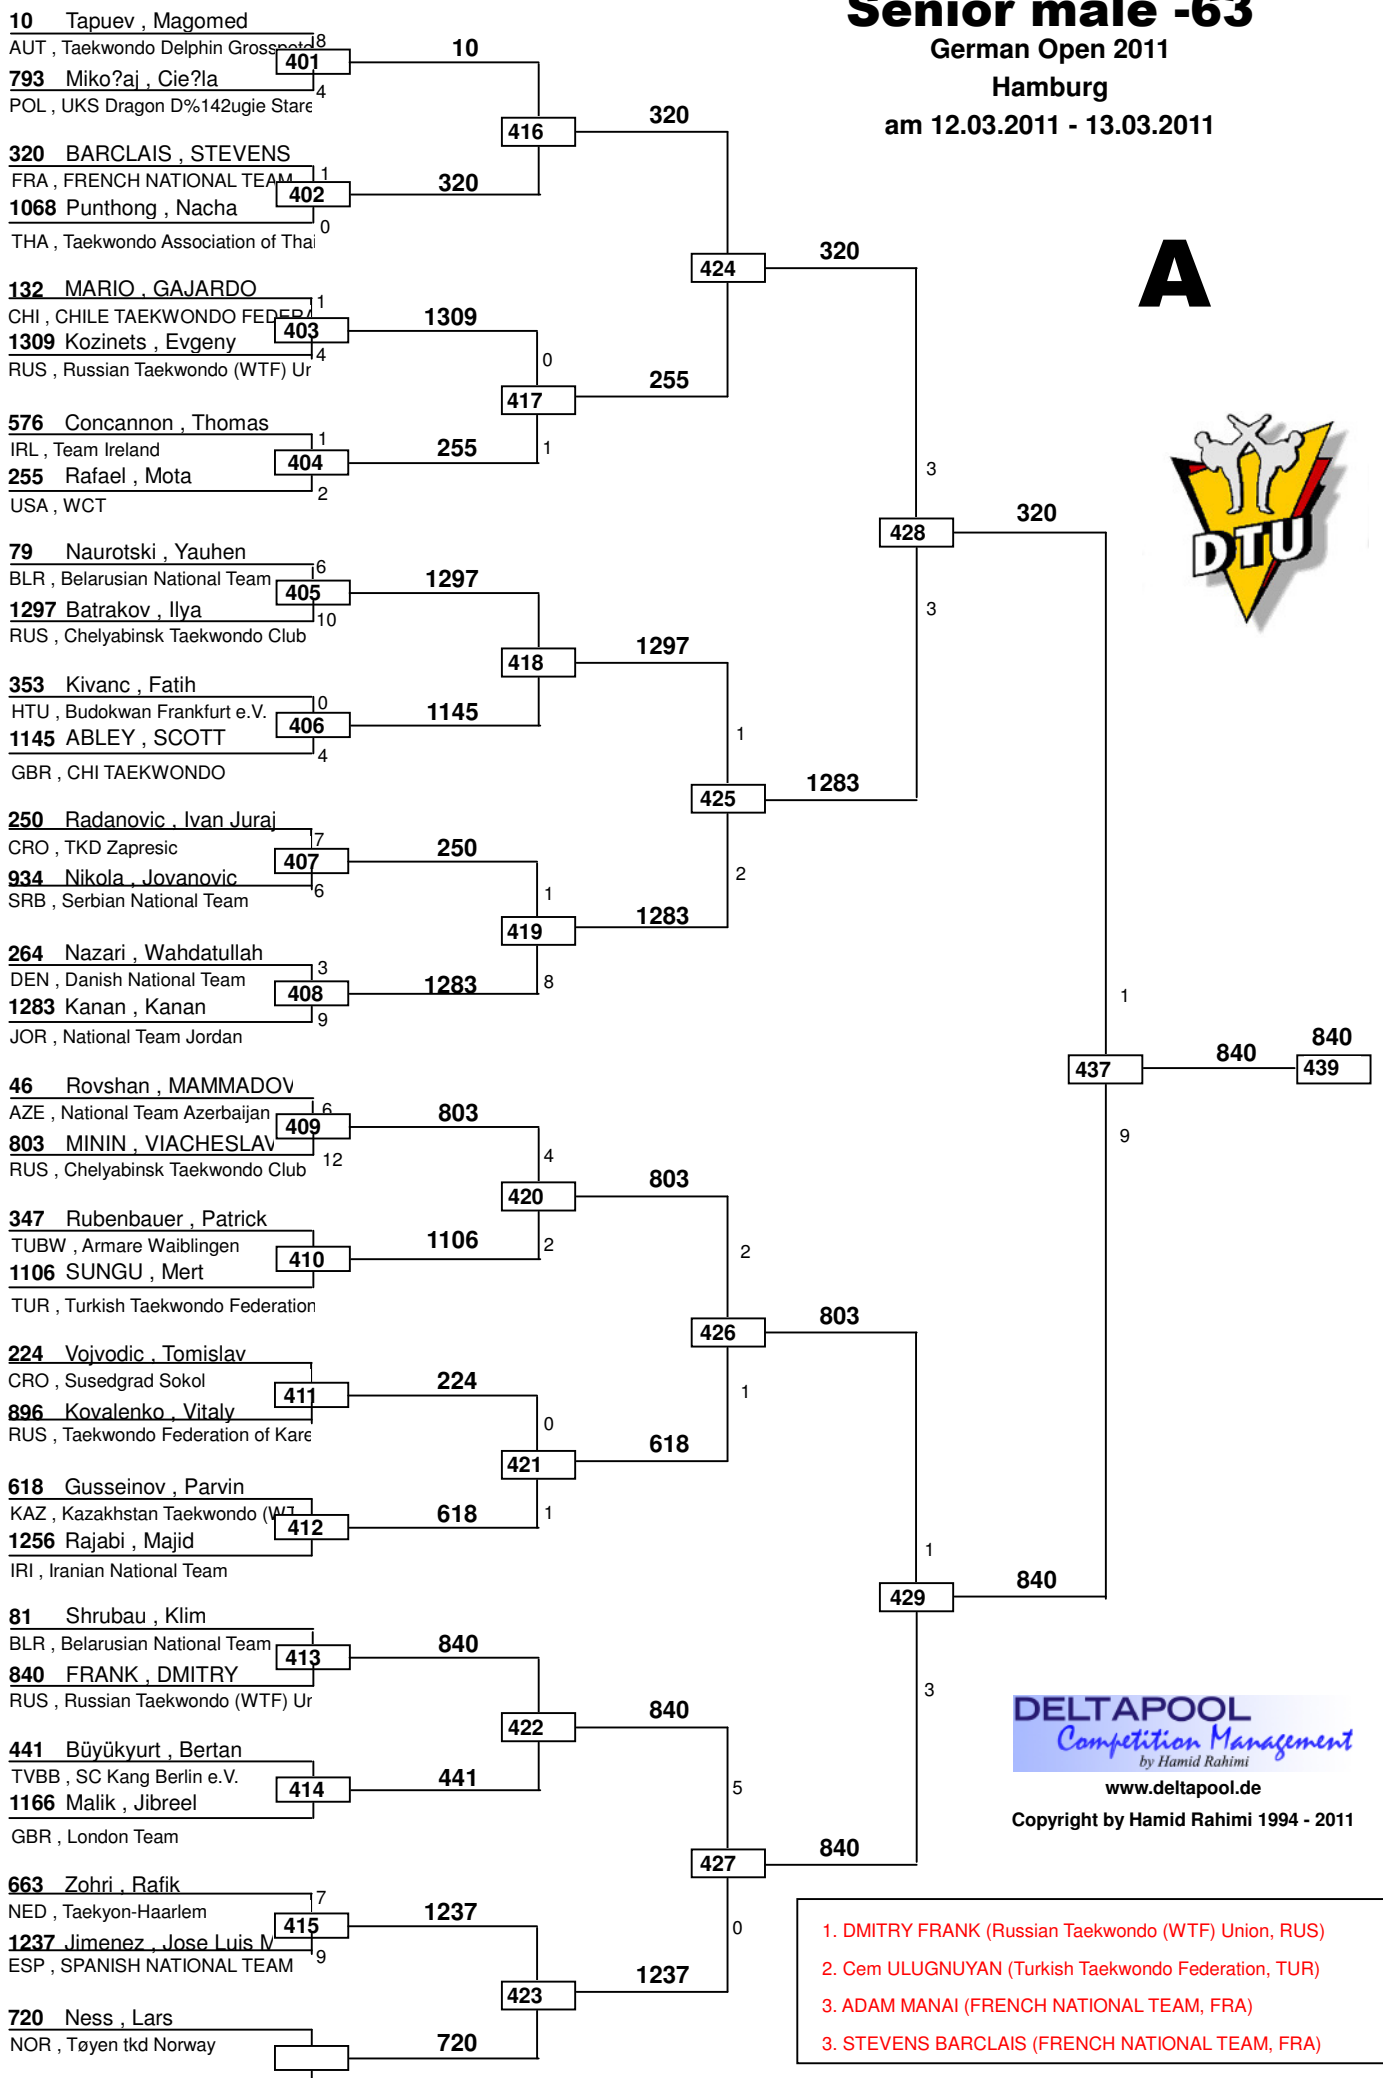 Senior male -63
German Open 2011
Hamburg
am 12.03.2011 - 13.03.2011
A
DTU
10 Tapuev , Magomed
8
AUT , Taekwondo Delphin
401
10
793 Miko?aj , Cie?la
4
POL , UKS Dragon D%142ugie Stare
416
320
320 BARCLAIS , STEVENS
1
FRA , FRENCH NATIONAL TEAM
402
320
1068 Punthong , Nacha
0
THA , Taekwondo Association of Thai
424
320
132 MARIO , GAJARDO
1
CHI , CHILE TAEKWONDO
403
1309
1309 Kozinets , Evgeny
4
RUS , Russian Taekwondo (WTF) Un
0
417
255
576 Concannon , Thomas
1
IRL , Team Ireland
404
255
1
255 Rafael , Mota
2
USA , WCT
3
428
320
79 Naurotski , Yauhen
6
BLR , Belarusian National Team
405
1297
1297 Batrakov , Ilya
10
RUS , Chelyabinsk Taekwondo Club
3
418
1297
353 Kivanc , Fatih
0
HTU , Budokwan Frankfurt e.V.
406
1145
1145 ABLEY , SCOTT
4
GBR , CHI TAEKWONDO
1
425
1283
250 Radanovic , Ivan Juraj
7
CRO , TKD Zapresic
407
250
934 Nikola , Jovanovic
6
SRB , Serbian National Team
1
2
419
1283
264 Nazari , Wahdatullah
3
DEN , Danish National Team
408
1283
8
1283 Kanan , Kanan
9
JOR , National Team Jordan
1
437
840
840
439
46 Rovshan , MAMMADOV
6
AZE , National Team Azerbaijan
409
803
803 MININ , VIACHESLAV
12
RUS , Chelyabinsk Taekwondo Club
4
9
420
803
347 Rubenbauer , Patrick
TUBW , Armare Waiblingen
410
1106
2
1106 SUNGU , Mert
TUR , Turkish Taekwondo Federation
2
426
803
224 Vojvodic , Tomislav
CRO , Susedgrad Sokol
411
224
1
896 Kovalenko , Vitaly
RUS , Taekwondo Federation of Kare
0
421
618
618 Gusseinov , Parvin
KAZ , Kazakhstan Taekwondo
412
618
1
1256 Rajabi , Majid
IRI , Iranian National Team
1
429
840
81 Shrubau , Klim
BLR , Belarusian National Team
413
840
840 FRANK , DMITRY
RUS , Russian Taekwondo (WTF) Un
3
422
840
441 Büyükyurt , Bertan
TVBB , SC Kang Berlin e.V.
414
441
1166 Malik , Jibreel
GBR , London Team
5
427
840
663 Zohri , Rafik
7
NED , Taekyon-Haarlem
415
1237
0
1237 Jimenez , Jose Luis M
9
ESP , SPANISH NATIONAL TEAM
423
1237
720 Ness , Lars
NOR , Tøyen tkd Norway
720
DELTAPOOL
Competition Management
by Hamid Rahimi
www.deltapool.de
Copyright by Hamid Rahimi 1994 - 2011
1. DMITRY FRANK (Russian Taekwondo (WTF) Union, RUS)
2. Cem ULUGNUYAN (Turkish Taekwondo Federation, TUR)
3. ADAM MANAI (FRENCH NATIONAL TEAM, FRA)
3. STEVENS BARCLAIS (FRENCH NATIONAL TEAM, FRA)